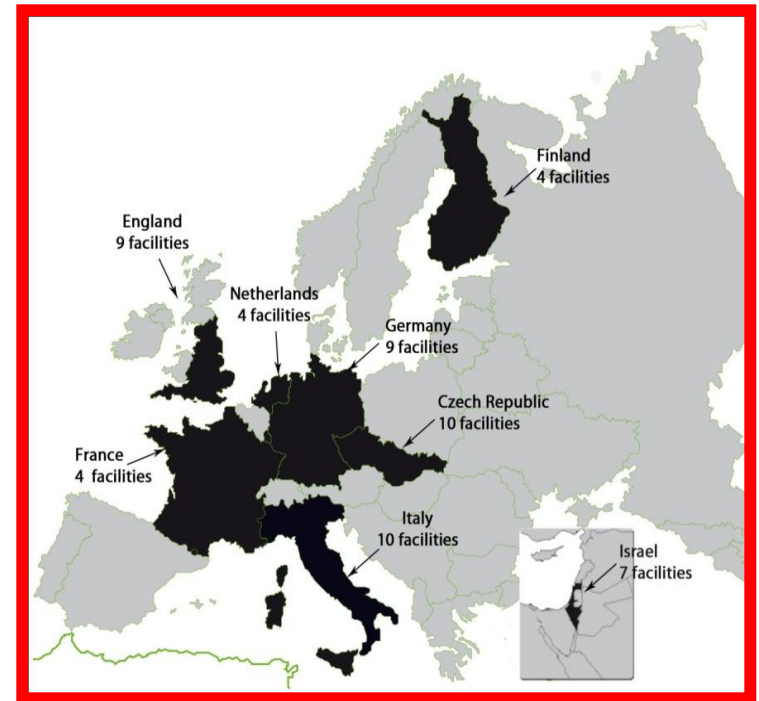 Finland
4 facilities
England
9 facilities
Netherlands
4 facilities
Germany
9 facilities
Czech Republic
10 facilities
France
4 facilities
Italy
10 facilities
Israel
7 facilities